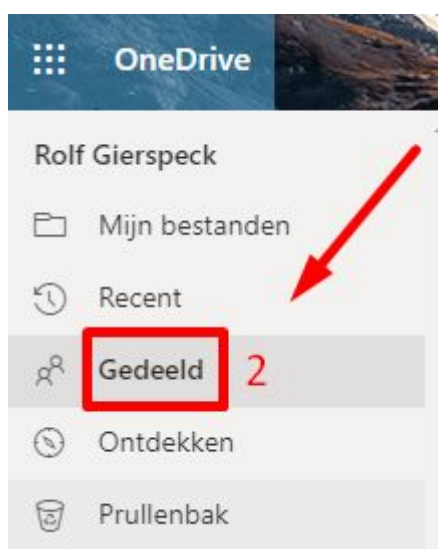 OneDrive
Rolf Gierspeck
Mijn bestanden
Recent
Gedeeld 2
Ontdekken
Prullenbak